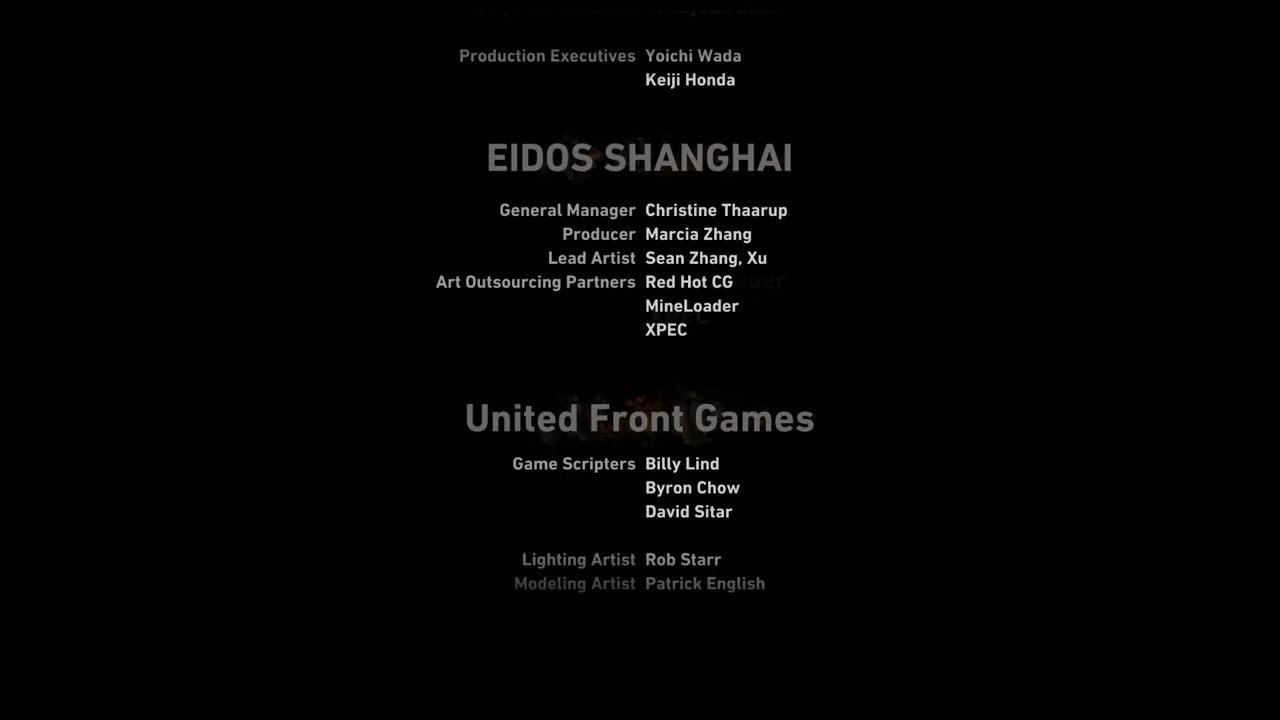 Production Executives Yoichi Wada
Keiji Honda
EIDOS SHANGHAI
General Manager Christine Thaarup
Producer Marcia Zhang
Lead Artist Sean Zhang, Xu
Art Outsourcing Partners Red Hot CG
MineLoader
XPEC
United Front Games
Game Scripters Billy Lind
Byron Chow
David Sitar
Lighting Artist Rob Starr
Modeling Artist Patrick English